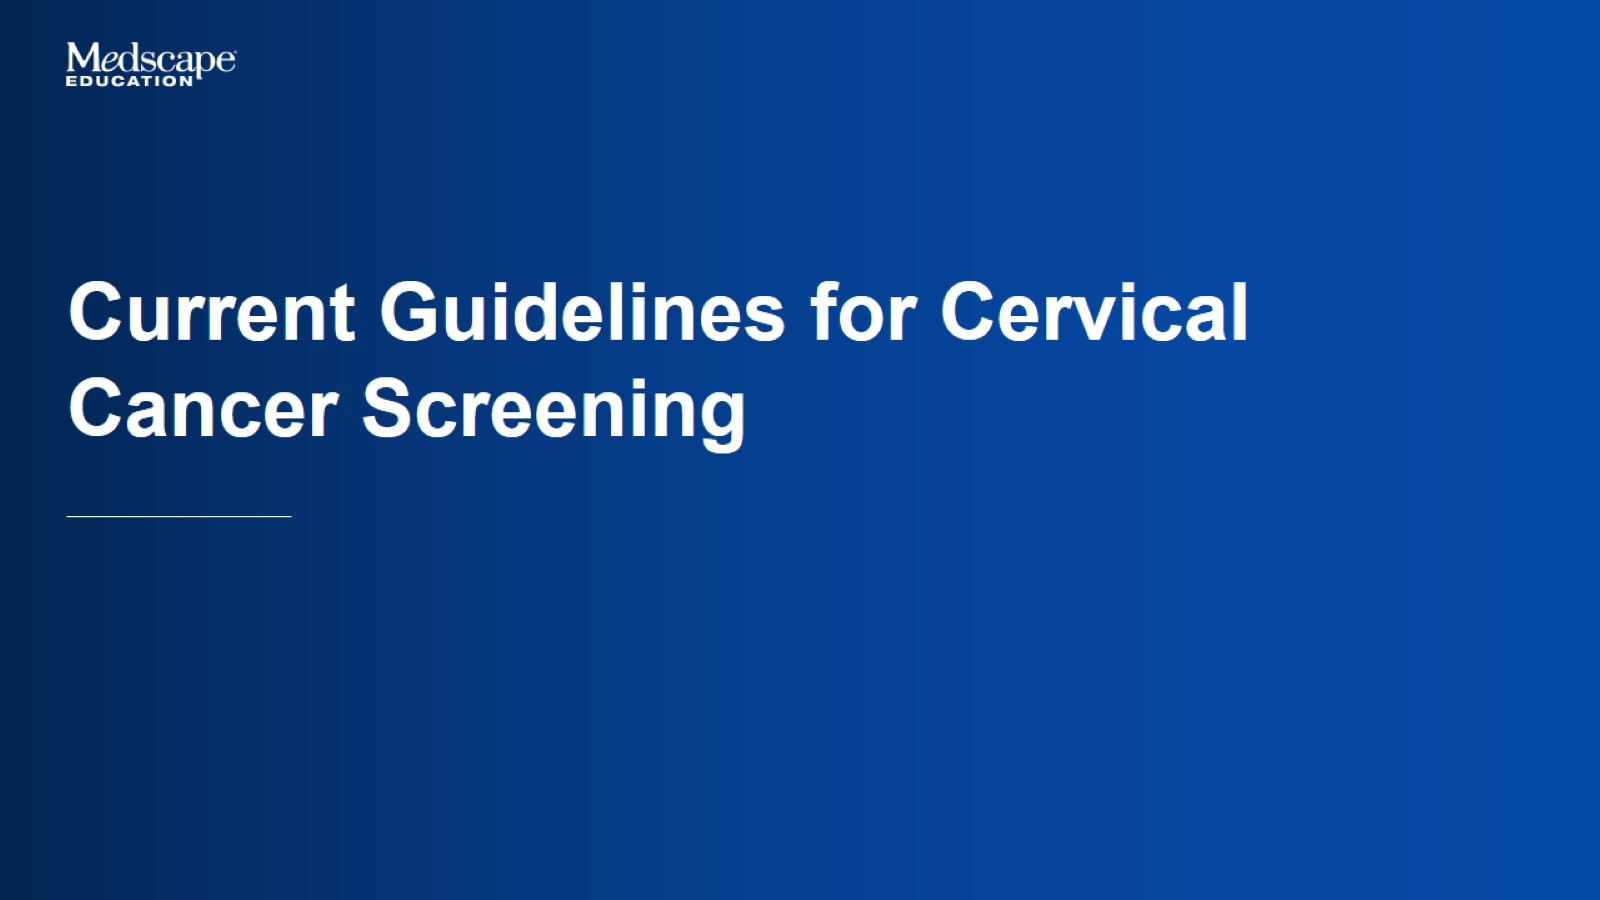 Medscape
EDUCATION
Current Guidelines for Cervical
Cancer Screening